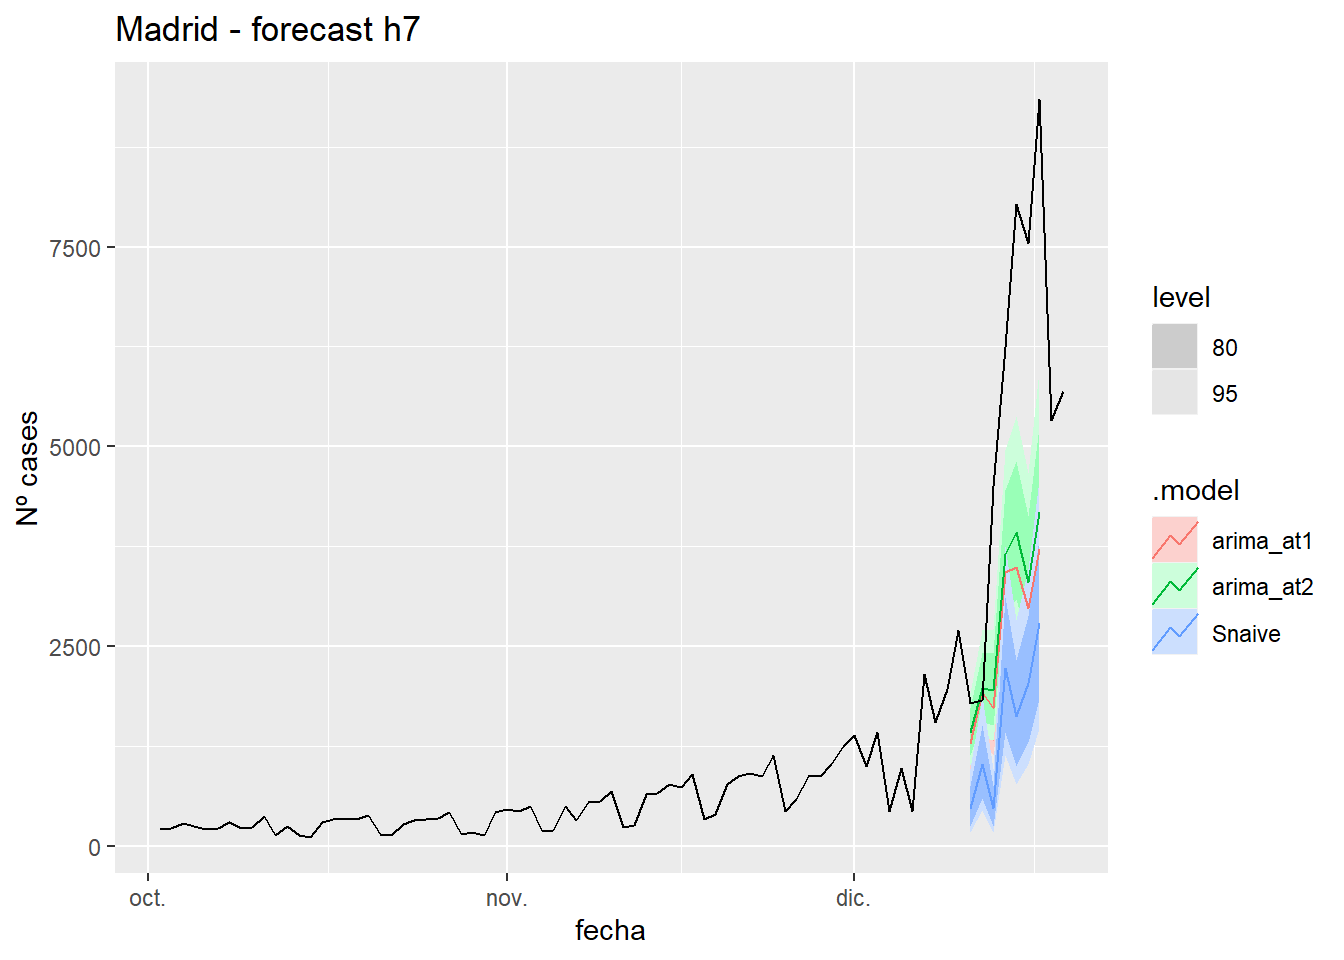 Madrid - forecast h7
Nº cases
7500
5000
2500
0
oct.
nov.
dic.
fecha
level
80
95
.model
arima_at1
arima_at2
Snaive